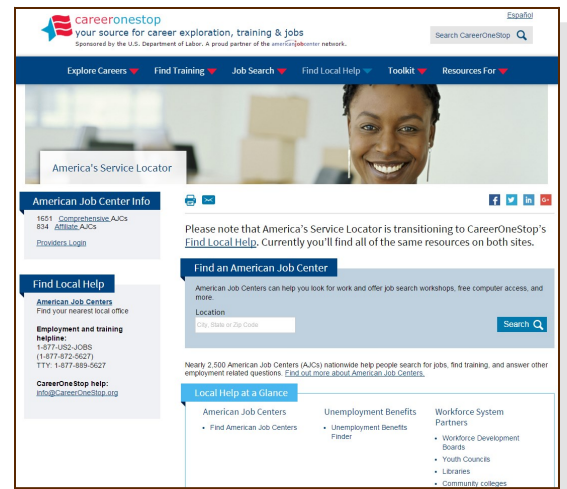 Español
careeronestop
your source for career exploration, training & jobs
Sponsored by the U.S. Department of Labor. A proud partner of the americanjobcenter network.
Search CareerOneStop
Explore Careers Find Training Job Search Find Local Help Toolkit Resources For
America's Service Locator
American Job Center Info
1651 Comprehensive AJCs
834 Affiliate AJCs
Providers Login
Find Local Help
American Job Centers
Find your nearest local office
Employment and training
helpline:
1-877-US2-JOBS
(1-877-872-5627)
TTY: 1-877-889-5627
CareerOneStop help:
info@CareerOneStop.org
f in G+
Please note that America's Service Locator is transitioning to CareerOneStop's
Find Local Help. Currently you'll find all of the same
resources on both sites.
Find an American Job Center
American Job Centers can help you look for work and offer job search workshops, free computer access, and
more.
Location
City, State or Zip Code
Search
Nearly 2,500 American Job Centers (AJCs) nationwide help people search for jobs, find training, and answer other
employment related questions. Find out more about American Job Centers.
Local Help at a Glance
American Job Centers
• Find American Job Centers
Unemployment Benefits
• Unemployment Benefits
Finder
Workforce System
Partners
• Workforce Development
Boards
• Youth Councils
• Libraries
• Community colleges